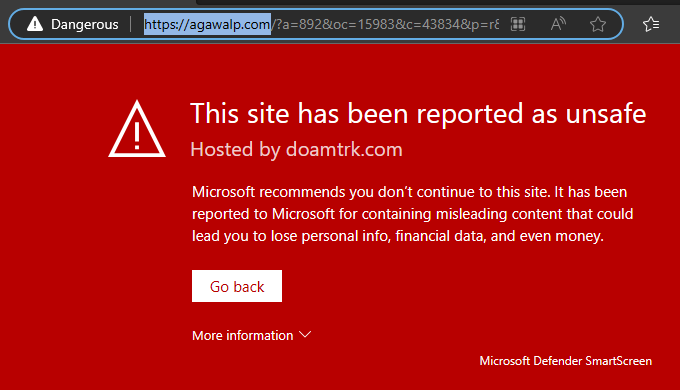 Dangerous https://agawalp.com/?a=892&oc=15983&c=43834&p=r&
This site has been reported as unsafe
Hosted by doamtrk.com
Microsoft recommends you don't continue to this site. It has been
reported to Microsoft for containing misleading content that could
lead you to lose personal info, financial data, and even money.
Go back
More information
Microsoft Defender SmartScreen